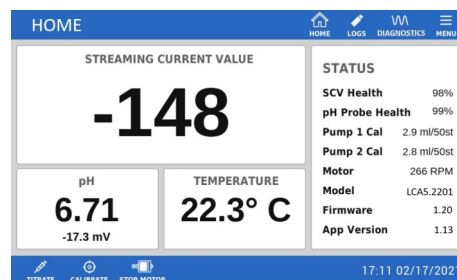 HOME
HOME LOGS DIAGNOSTICS MENU
STREAMING CURRENT VALUE
-148
pH
6.71
-17.3 mV
TEMPERATURE
22.3° C
STATUS
SCV Health 98%
pH Probe Health 99%
Pump 1 Cal 2.9 ml/50st
Pump 2 Cal 2.8 ml/50st
Motor 266 RPM
Model LCA5.2201
Firmware 1.20
App Version 1.13
TITRATE CALIBRATE STOP MOTOR
17:11 02/17/2021